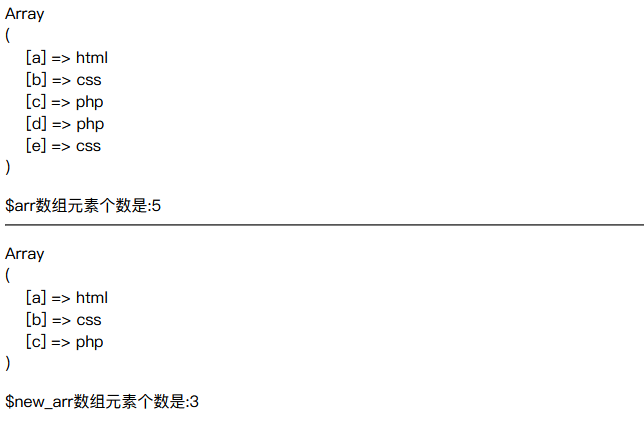 Array
(
[a] => html
[b] => css
[c] => php
[d] => php
[e] => css
)
$arr数组元素个数是:5
Array
(
[a] => html
[b] => css
[c] => php
)
$new_arr数组元素个数是:3